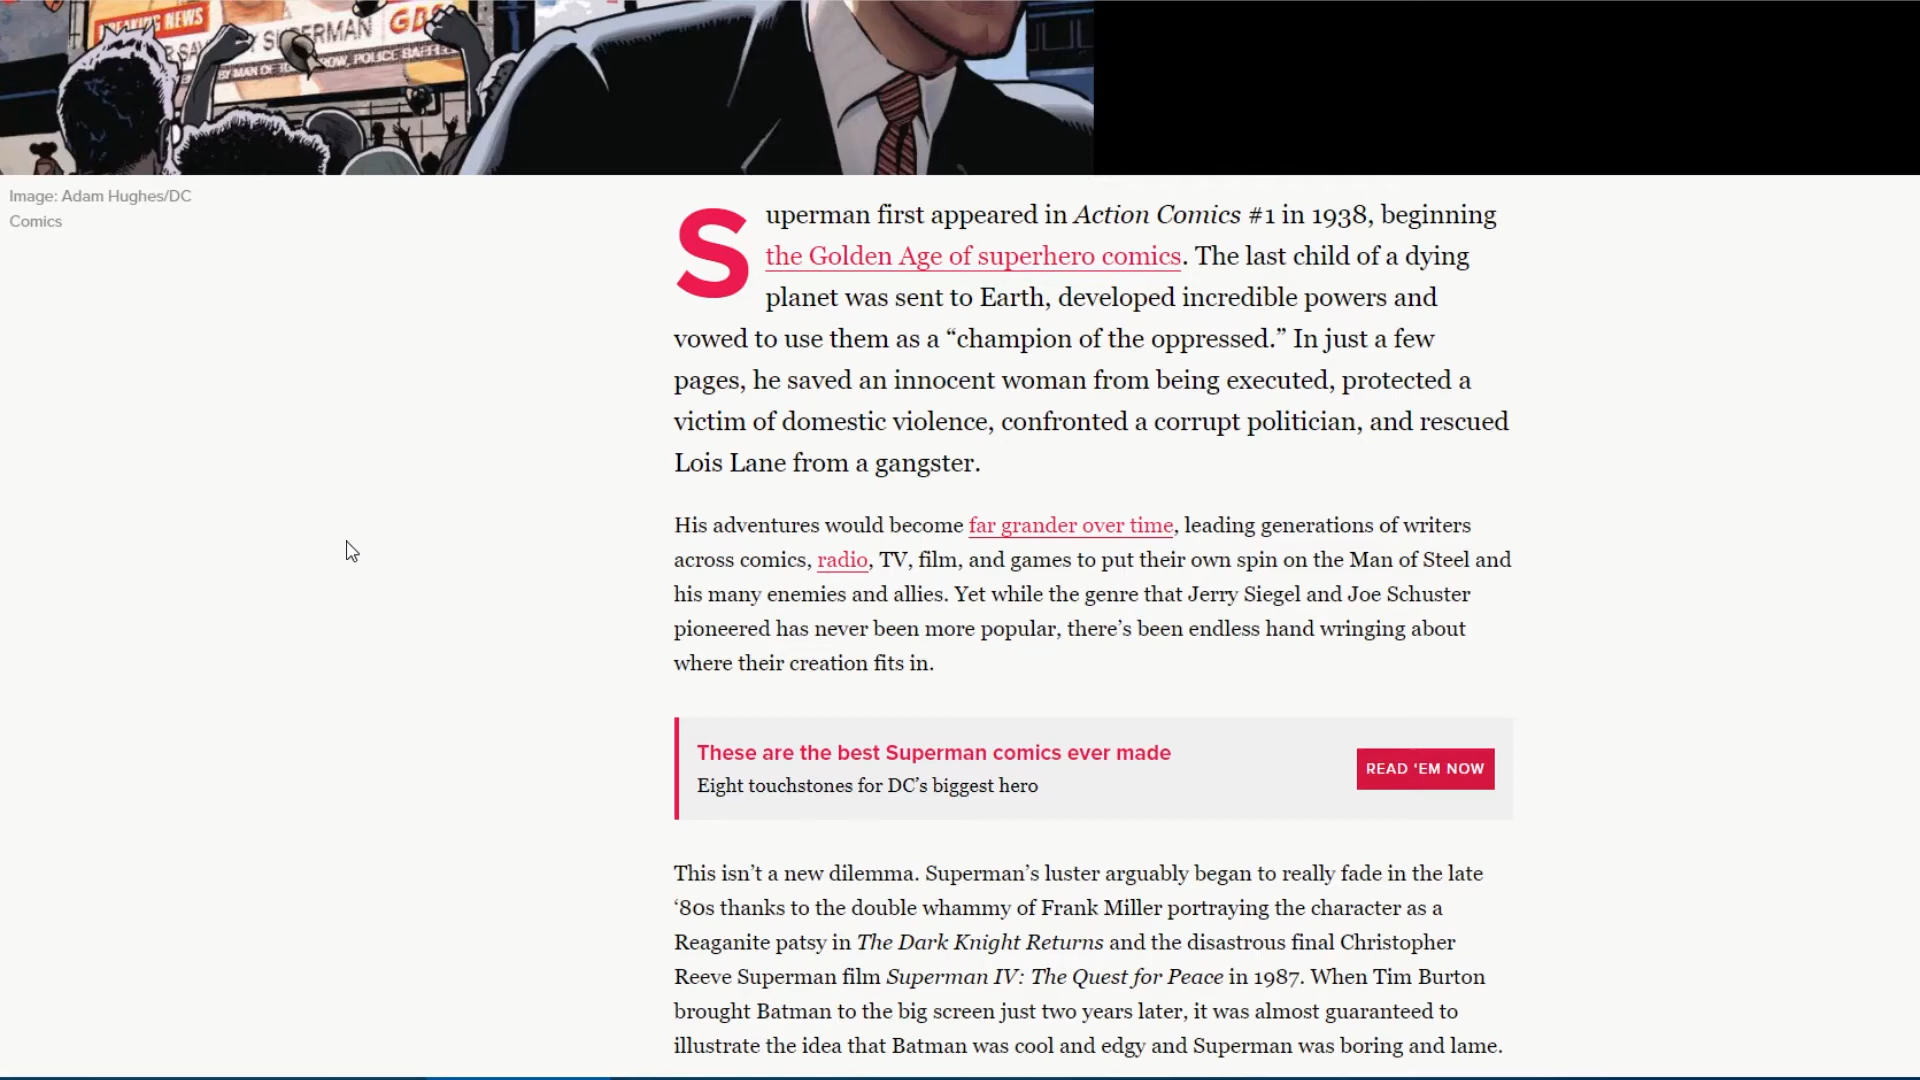 BREAKING NEWS
SUPERMAN
BY MAN OF TOMORROW, POLICE BAFFLED
Image: Adam Hughes/DC
Comics
Superman first appeared in Action Comics #1 in 1938, beginning
the Golden Age of superhero comics. The last child of a dying
planet was sent to Earth, developed incredible powers and
vowed to use them as a “champion of the oppressed.” In just a few
pages, he saved an innocent woman from being executed, protected a
victim of domestic violence, confronted a corrupt politician, and rescued
Lois Lane from a gangster.
His adventures would become far grander over time, leading generations of writers
across comics, radio, TV, film, and games to put their own spin on the Man of Steel and
his many enemies and allies. Yet while the genre that Jerry Siegel and Joe Schuster
pioneered has never been more popular, there’s been endless hand wringing about
where their creation fits in.
These are the best Superman comics ever made
Eight touchstones for DC’s biggest hero
READ ‘EM NOW
This isn’t a new dilemma. Superman’s luster arguably began to really fade in the late
‘80s thanks to the double whammy of Frank Miller portraying the character as a
Reaganite patsy in The Dark Knight Returns and the disastrous final Christopher
Reeve Superman film Superman IV: The Quest for Peace in 1987. When Tim Burton
brought Batman to the big screen just two years later, it was almost guaranteed to
illustrate the idea that Batman was cool and edgy and Superman was boring and lame.